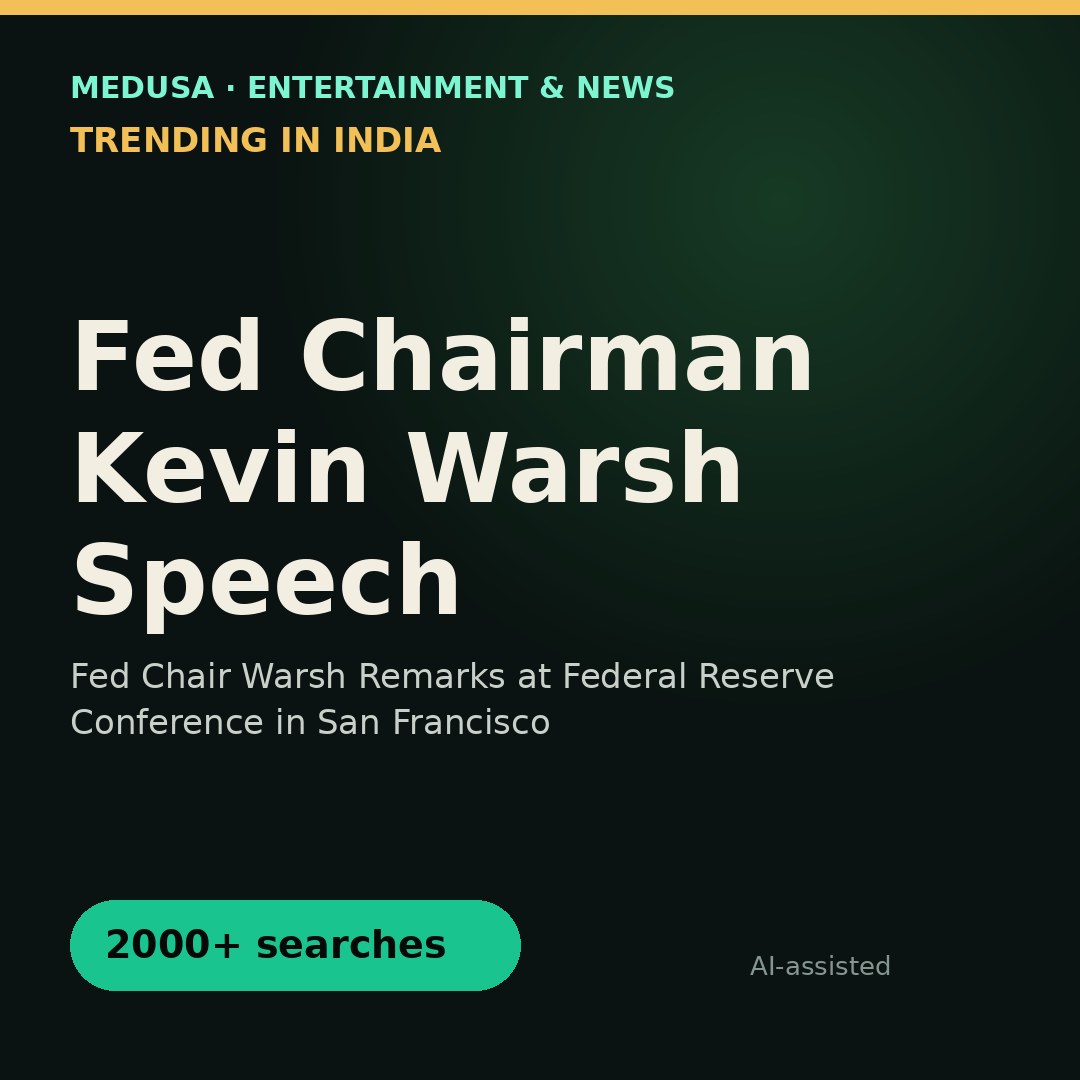 MEDUSA · ENTERTAINMENT & NEWS
TRENDING IN INDIA
Fed Chairman
Kevin Warsh
Speech
Fed Chair Warsh Remarks at Federal Reserve
Conference in San Francisco
2000+ searches
AI-assisted